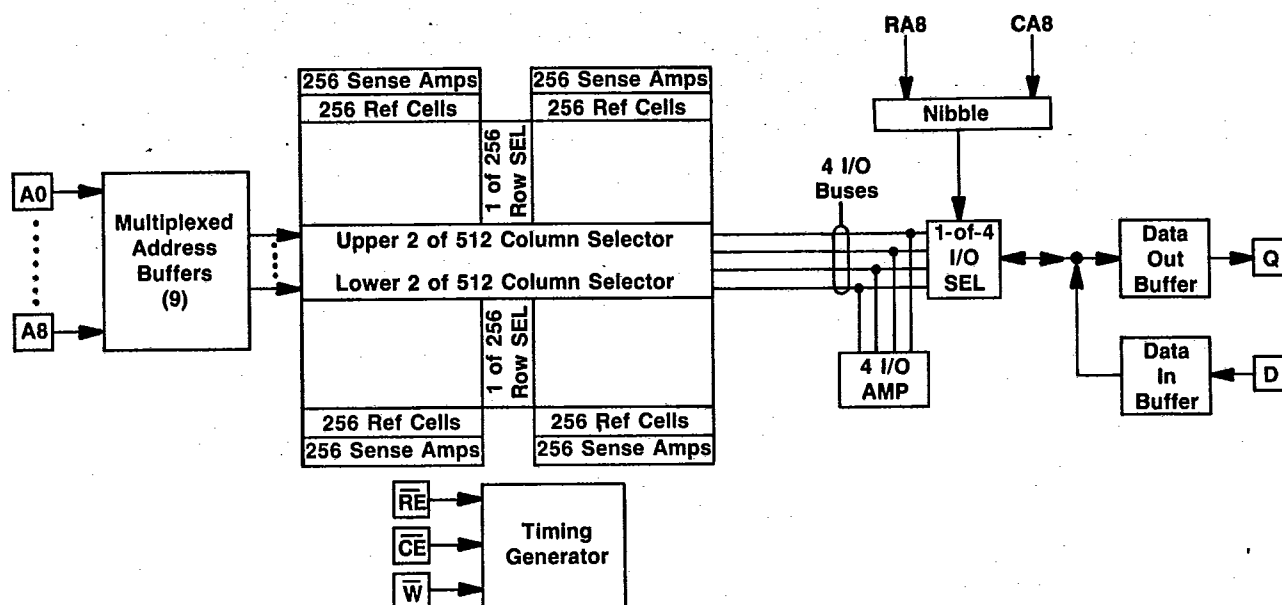 RA8 CA8
256 Sense Amps 256 Sense Amps
256 Ref Cells 256 Ref Cells
Nibble
1 of 256
Row SEL
4 I/O
Buses
A0
A8
Multiplexed
Address
Buffers
(9)
Upper 2 of 512 Column Selector
Lower 2 of 512 Column Selector
1-of-4
I/O
SEL
Data
Out
Buffer
Q
1 of 256
Row SEL
4 I/O
AMP
Data
In
Buffer
D
256 Ref Cells 256 Ref Cells
256 Sense Amps 256 Sense Amps
R̅E̅
C̅E̅
W̅
Timing
Generator